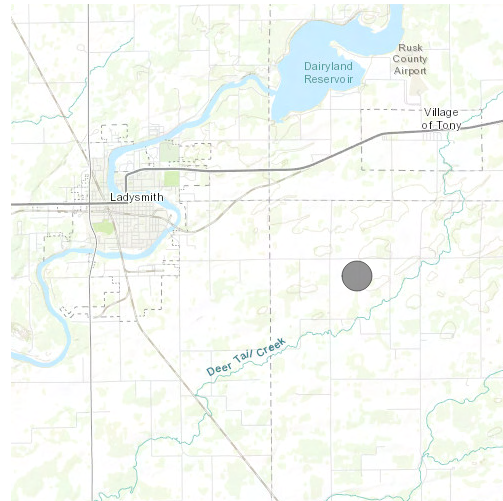 Dairyland
Reservoir
Rusk
County
Airport
Village
of Tony
Ladysmith
Deer Tail Creek